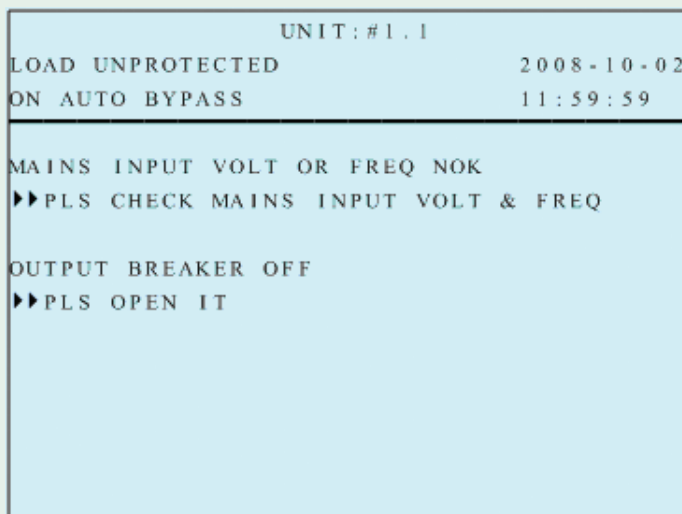 UNIT:#1.1
LOAD UNPROTECTED 2008-10-02
ON AUTO BYPASS 11:59:59
MAINS INPUT VOLT OR FREQ NOK
▶▶PLS CHECK MAINS INPUT VOLT & FREQ
OUTPUT BREAKER OFF
▶▶PLS OPEN IT